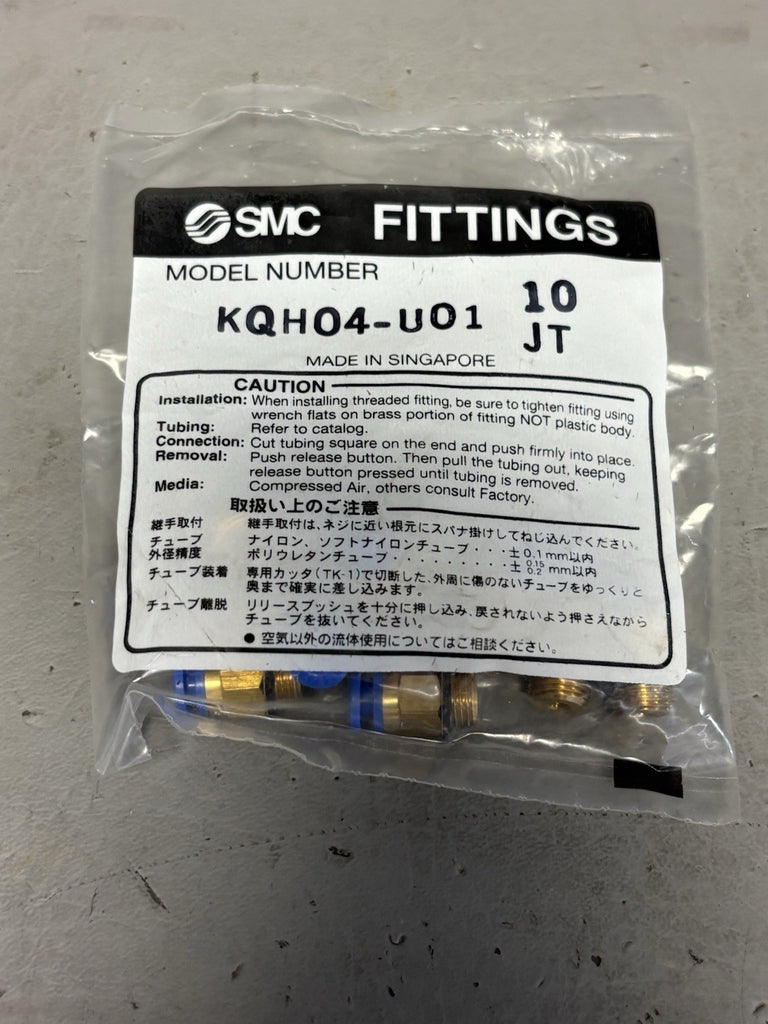 SMC FITTINGS
MODEL NUMBER
KQH04-U01 10
JT
MADE IN SINGAPORE
CAUTION
Installation: When installing threaded fitting, be sure to tighten fitting using
wrench flats on brass portion of fitting NOT plastic body.
Tubing: Refer to catalog.
Connection: Cut tubing square on the end and push firmly into place.
Removal: Push release button. Then pull the tubing out, keeping
release button pressed until tubing is removed.
Media: Compressed Air, others consult Factory.
取扱い上のご注意
継手取付 継手取付は、ネジに近い根元にスパナ掛けしてねじ込んでください。
チューブ ナイロン、ソフトナイロンチューブ・・・± 0.1 mm以内
外径精度 ポリウレタンチューブ・・・・・・・・・± 0.15 0.2 mm以内
チューブ装着 専用カッタ(TK-1)で切断した、外周に傷のないチューブをゆっくりと
奥まで確実に差し込みます。
チューブ離脱 リリースブッシュを十分に押し込み、戻されないよう押さえながら
チューブを抜いてください。
● 空気以外の流体使用についてはご相談ください。